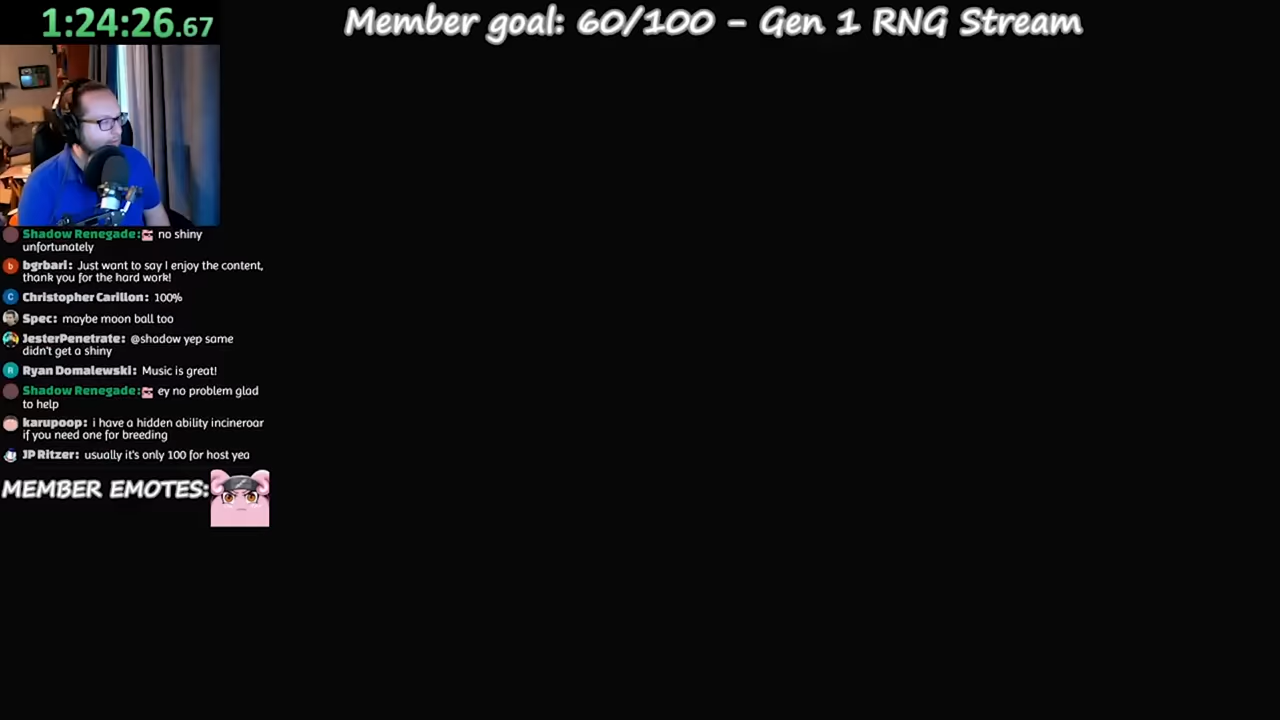 1:24:26.67
Member goal: 60/100 - Gen 1 RNG Stream
Shadow Renegade: no shiny
unfortunately
b
bgrbari: Just want to say I enjoy the content,
thank you for the hard work!
C
Christopher Carillon: 100%
Spec: maybe moon ball too
JesterPenetrate: @shadow yep same
didn't get a shiny
R
Ryan Domalewski: Music is great!
Shadow Renegade: ey no problem glad
to help
karupoop: i have a hidden ability incineroar
if you need one for breeding
JP Ritzer: usually it's only 100 for host yea
MEMBER EMOTES: